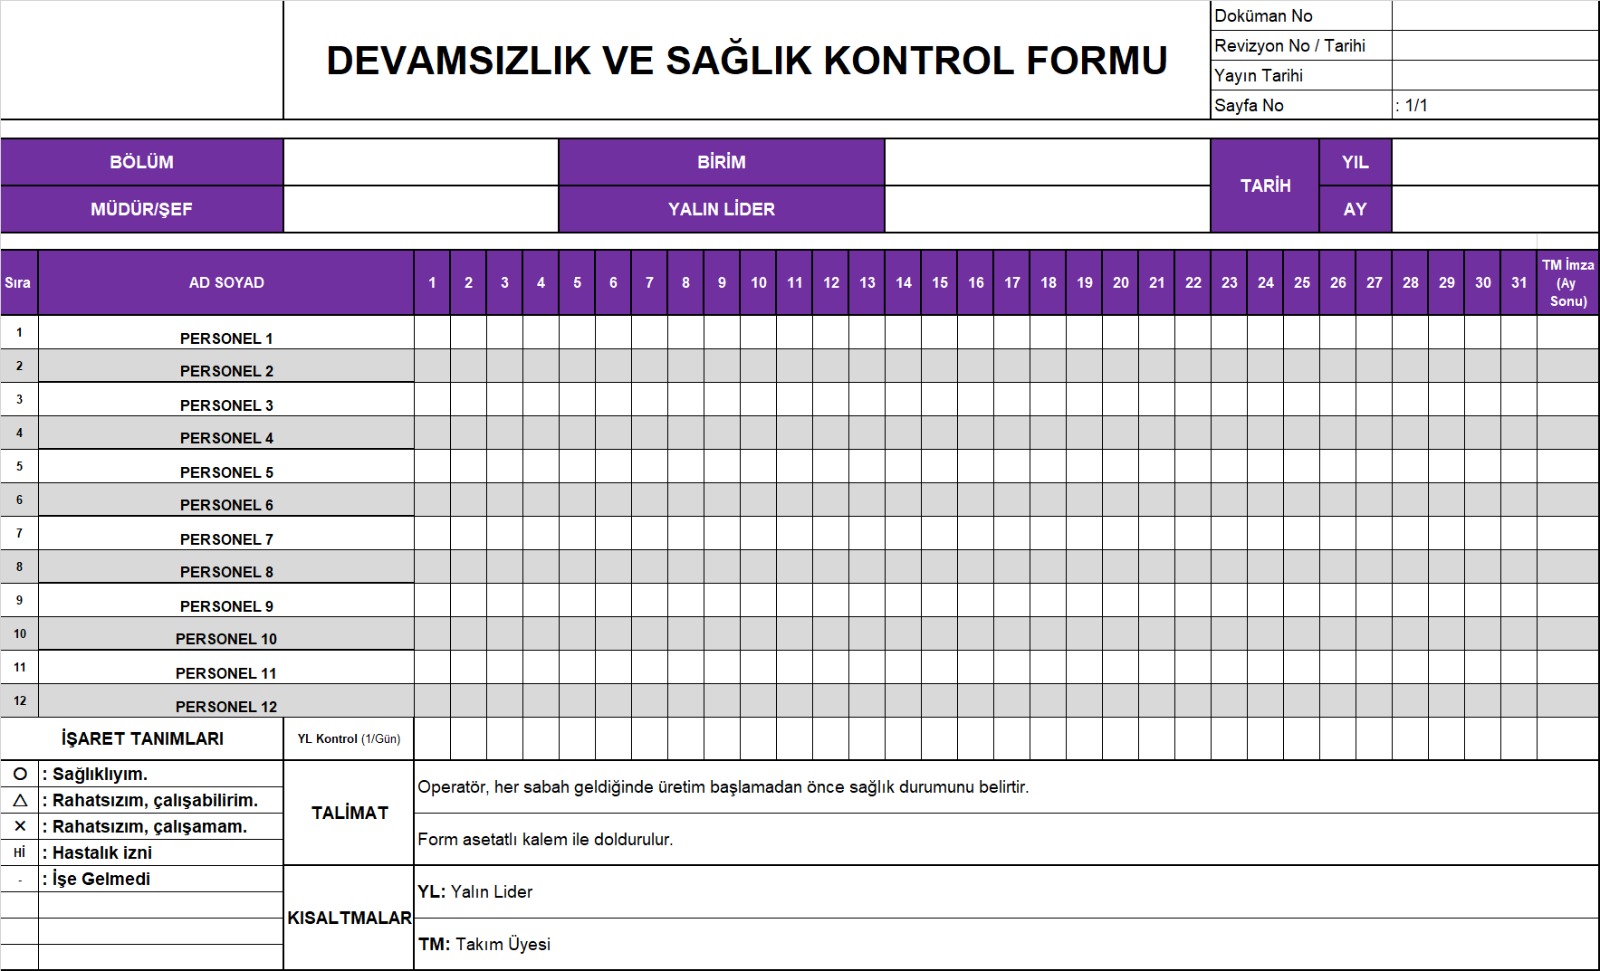 DEVAMSIZLIK VE SAĞLIK KONTROL FORMU
Doküman No
Revizyon No / Tarihi
Yayın Tarihi
Sayfa No : 1/1
BÖLÜM BİRİM TARİH YIL
MÜDÜR/ŞEF YALIN LİDER AY
Sıra AD SOYAD 1 2 3 4 5 6 7 8 9 10 11 12 13 14 15 16 17 18 19 20 21 22 23 24 25 26 27 28 29 30 31 TM İmza
(Ay
Sonu)
1 PERSONEL 1
2 PERSONEL 2
3 PERSONEL 3
4 PERSONEL 4
5 PERSONEL 5
6 PERSONEL 6
7 PERSONEL 7
8 PERSONEL 8
9 PERSONEL 9
10 PERSONEL 10
11 PERSONEL 11
12 PERSONEL 12
İŞARET TANIMLARI YL Kontrol (1/Gün)
O : Sağlıklıyım.
△ : Rahatsızım, çalışabilirim.
✕ : Rahatsızım, çalışamam.
Hİ : Hastalık izni
- : İşe Gelmedi
TALİMAT
Operatör, her sabah geldiğinde üretim başlamadan önce sağlık durumunu belirtir.
Form asetatlı kalem ile doldurulur.
KISALTMALAR
YL: Yalın Lider
TM: Takım Üyesi